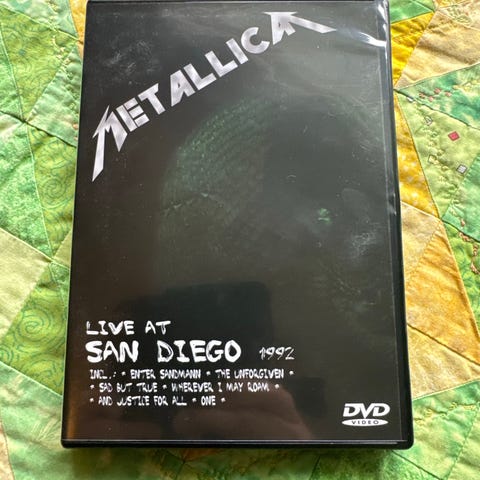 METALLICA
LIVE AT
SAN DIEGO 1992
INCL.: * ENTER SANDMANN * THE UNFORGIVEN *
* SAD BUT TRUE * WHEREVER I MAY ROAM *
* AND JUSTICE FOR ALL * ONE *
DVD
VIDEO